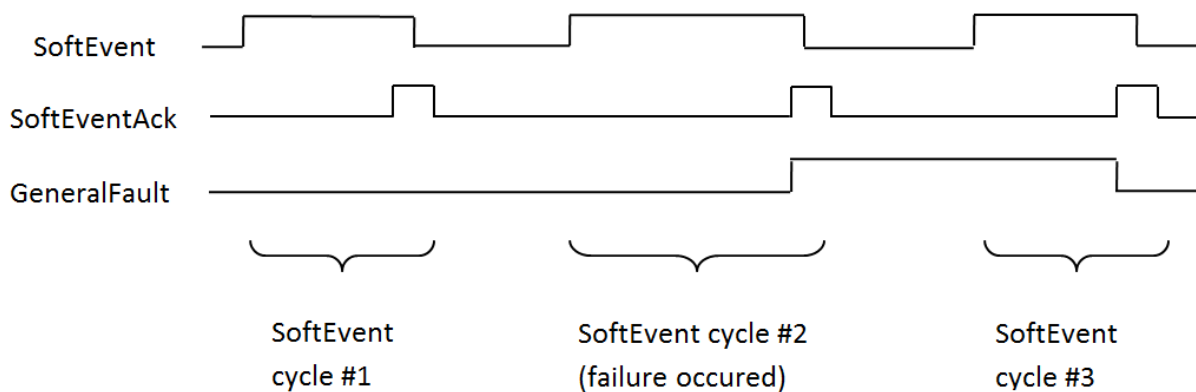 SoftEvent
SoftEventAck
GeneralFault
SoftEvent
cycle #1
SoftEvent cycle #2
(failure occured)
SoftEvent
cycle #3